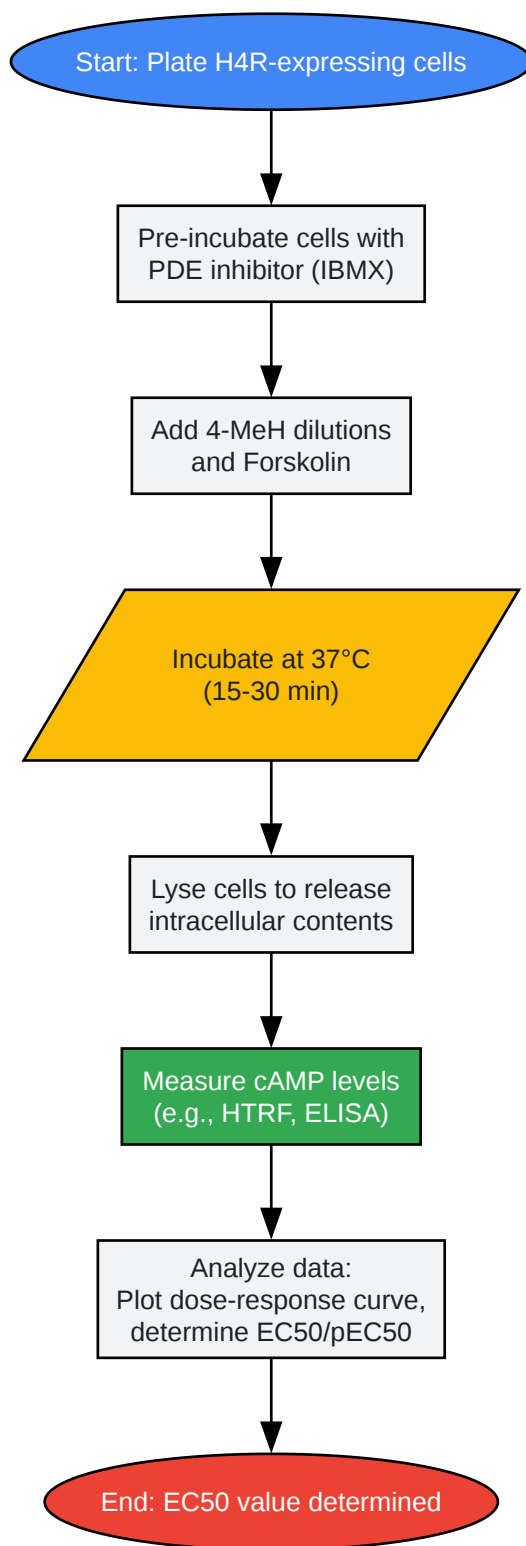 Start: Plate H4R-expressing cells
Pre-incubate cells with
PDE inhibitor (IBMX)
Add 4-MeH dilutions
and Forskolin
Incubate at 37°C
(15-30 min)
Lyse cells to release
intracellular contents
Measure cAMP levels
(e.g., HTRF, ELISA)
Analyze data:
Plot dose-response curve,
determine EC50/pEC50
End: EC50 value determined